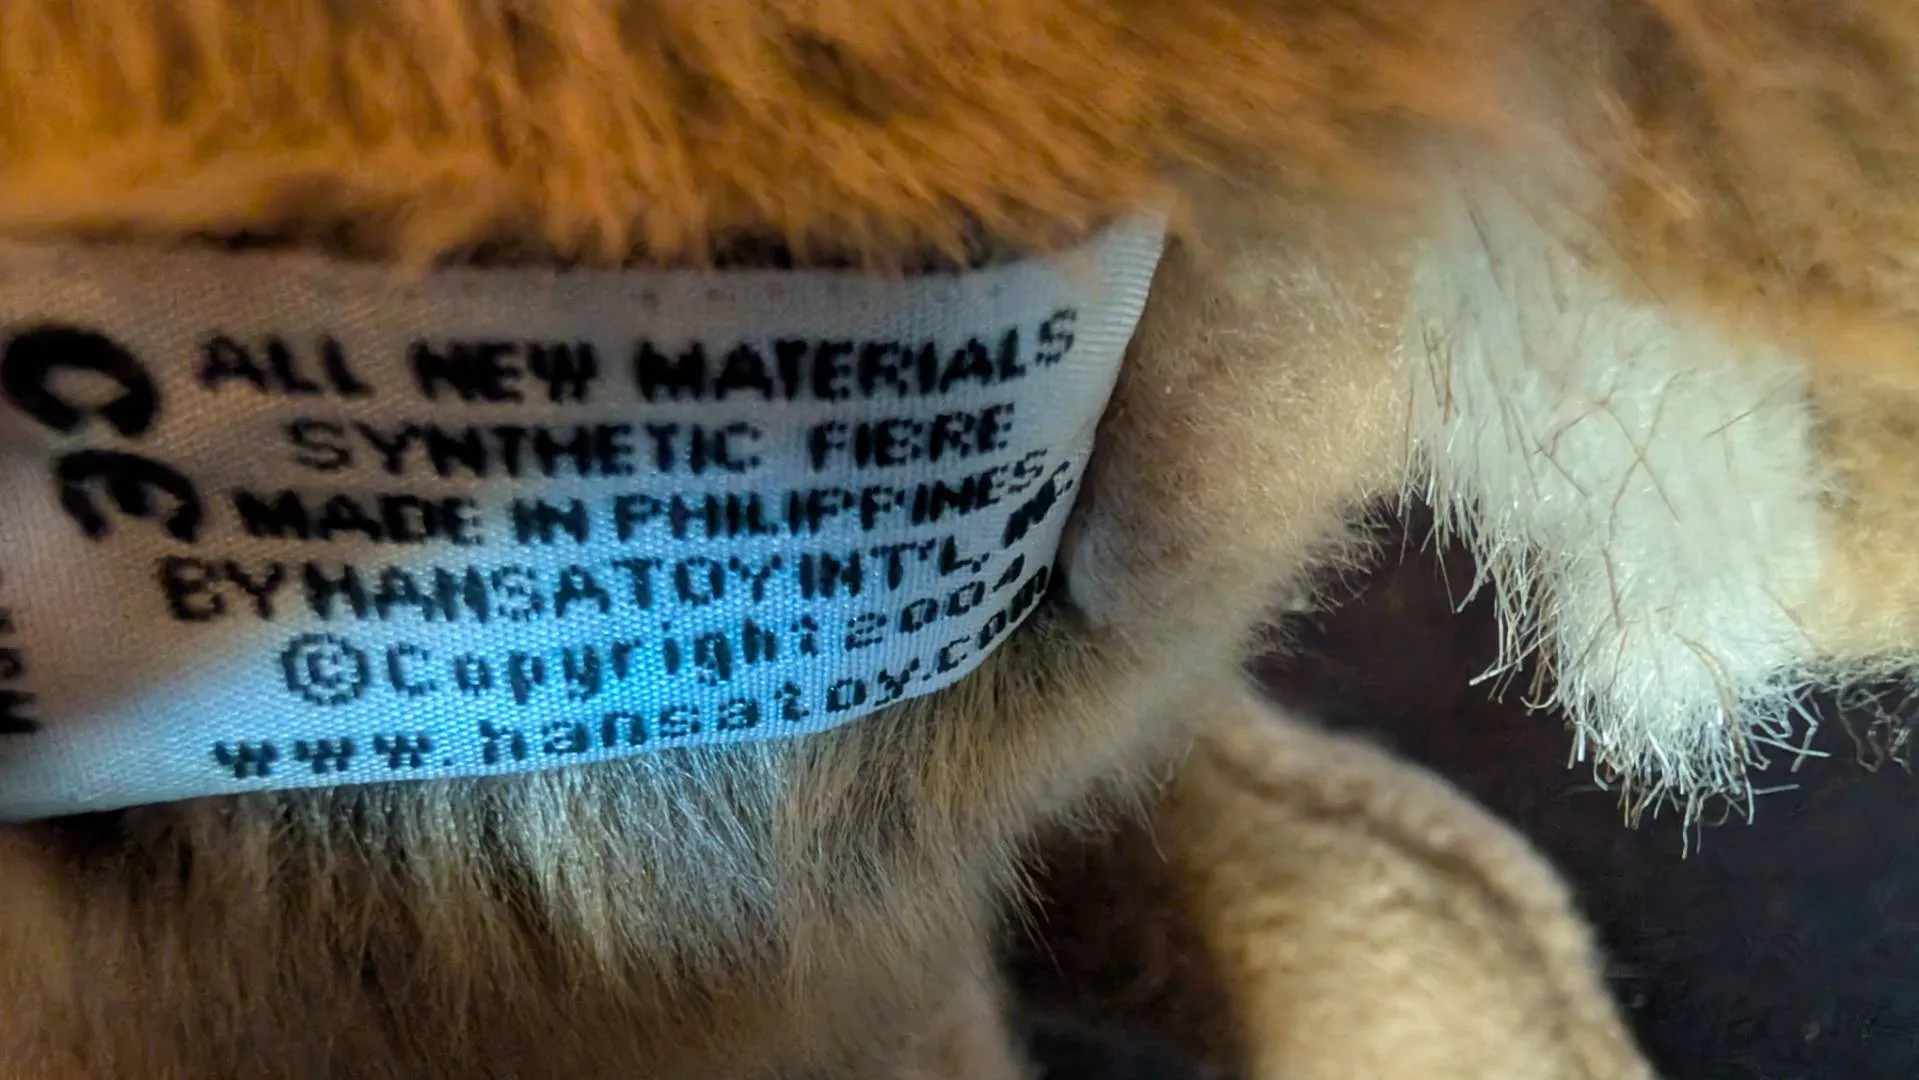 CE
ALL NEW MATERIALS
SYNTHETIC FIBRE
MADE IN PHILIPPINES,
BY HANSA TOY INT'L, INC.
©Copyright 2004
www.hansatoy.com